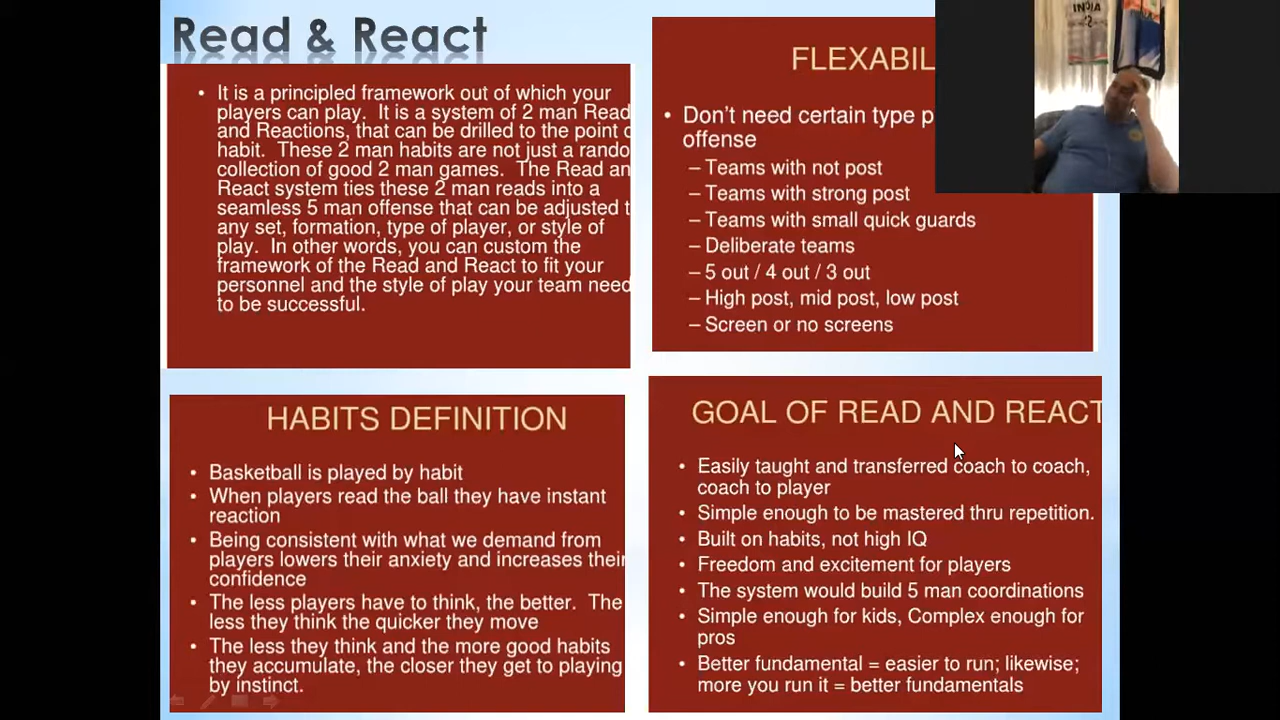 Read & React
It is a principled framework out of which your
players can play. It is a system of 2 man Read
and Reactions, that can be drilled to the point
habit. These 2 man habits are not just a rando
collection of good 2 man games. The Read an
React system ties these 2 man reads into a
seamless 5 man offense that can be adjusted t
any set, formation, type of player, or style of
play. In other words, you can custom the
framework of the Read and React to fit your
personnel and the style of play your team need
to be successful.
FLEXABIL
Don't need certain type p
offense
– Teams with not post
– Teams with strong post
– Teams with small quick guards
– Deliberate teams
– 5 out / 4 out / 3 out
– High post, mid post, low post
– Screen or no screens
INDIA
HABITS DEFINITION
• Basketball is played by habit
• When players read the ball they have instant
reaction
• Being consistent with what we demand from
players lowers their anxiety and increases their
confidence
• The less players have to think, the better. The
less they think the quicker they move
• The less they think and the more good habits
they accumulate, the closer they get to playing
by instinct.
GOAL OF READ AND REACT
• Easily taught and transferred coach to coach,
coach to player
• Simple enough to be mastered thru repetition.
• Built on habits, not high IQ
• Freedom and excitement for players
• The system would build 5 man coordinations
• Simple enough for kids, Complex enough for
pros
• Better fundamental = easier to run; likewise;
more you run it = better fundamentals